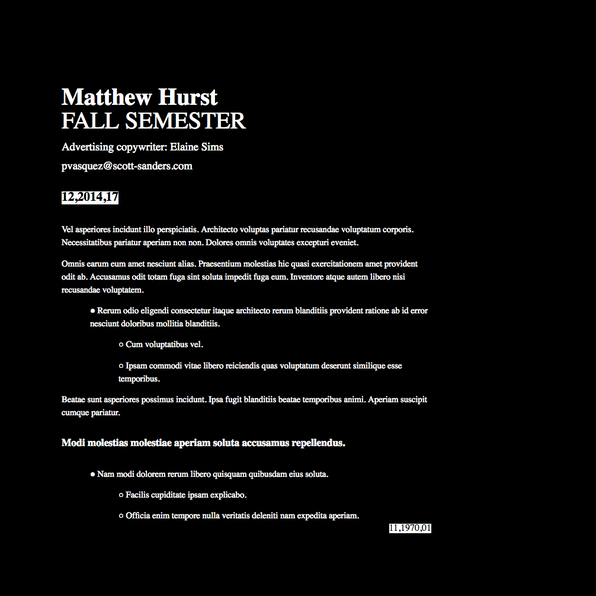 Matthew Hurst
FALL SEMESTER
Advertising copywriter: Elaine Sims
pvasquez@scott-sanders.com
12,2014,17
Vel asperiores incidunt illo perspiciatis. Architecto voluptas pariatur recusandae voluptatum corporis.
Necessitatibus pariatur aperiam non non. Dolores omnis voluptates excepturi eveniet.
Omnis earum eum amet nesciunt alias. Praesentium molestias hic quasi exercitationem amet provident
odit ab. Accusamus odit totam fuga sint soluta impedit fuga eum. Inventore atque autem libero nisi
recusandae voluptatem.
● Rerum odio eligendi consectetur itaque architecto rerum blanditiis provident ratione ab id error
nesciunt doloribus mollitia blanditiis.
○ Cum voluptatibus vel.
○ Ipsam commodi vitae libero reiciendis quas voluptatum deserunt similique esse
temporibus.
Beatae sunt asperiores possimus incidunt. Ipsa fugit blanditiis beatae temporibus animi. Aperiam suscipit
cumque pariatur.
Modi molestias molestiae aperiam soluta accusamus repellendus.
● Nam modi dolorem rerum libero quisquam quibusdam eius soluta.
○ Facilis cupiditate ipsam explicabo.
○ Officia enim tempore nulla veritatis deleniti nam expedita aperiam.
11,1970,01